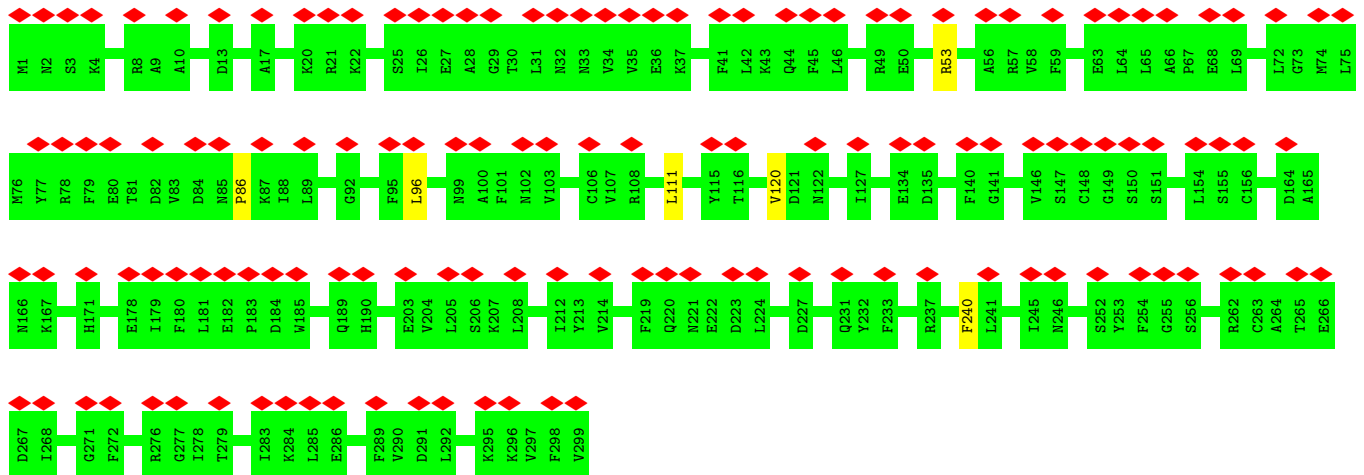 M1 N2 S3 K4 R8 A9 A10 D13 A17 K20 R21 K22 S25 I26 E27 A28 G29 T30 L31 N32 N33 V34 V35 E36 K37 F41 L42 K43 Q44 F45 L46 R49 E50 R53 A56 R57 V58 F59 E63 L64 L65 A66 P67 E68 L69 L72 G73 M74 L75
M76 Y77 R78 F79 E80 T81 D82 V83 D84 N85 P86 K87 I88 L89 G92 F95 L96 N99 A100 F101 N102 V103 C106 V107 R108 L111 Y115 T116 V120 D121 N122 I127 E134 D135 F140 G141 V146 S147 C148 G149 S150 S151 L154 S155 C156 D164 A165
N166 K167 H171 E178 I179 F180 L181 E182 P183 D184 W185 Q189 H190 E203 V204 L205 S206 K207 L208 I212 Y213 V214 F219 Q220 N221 E222 D223 L224 D227 Q231 Y232 F233 R237 F240 L241 I245 N246 S252 Y253 F254 G255 S256 R262 C263 A264 T265 E266
D267 I268 G271 F272 R276 G277 I278 T279 I283 K284 L285 E286 F289 V290 D291 L292 K295 K296 V297 F298 V299